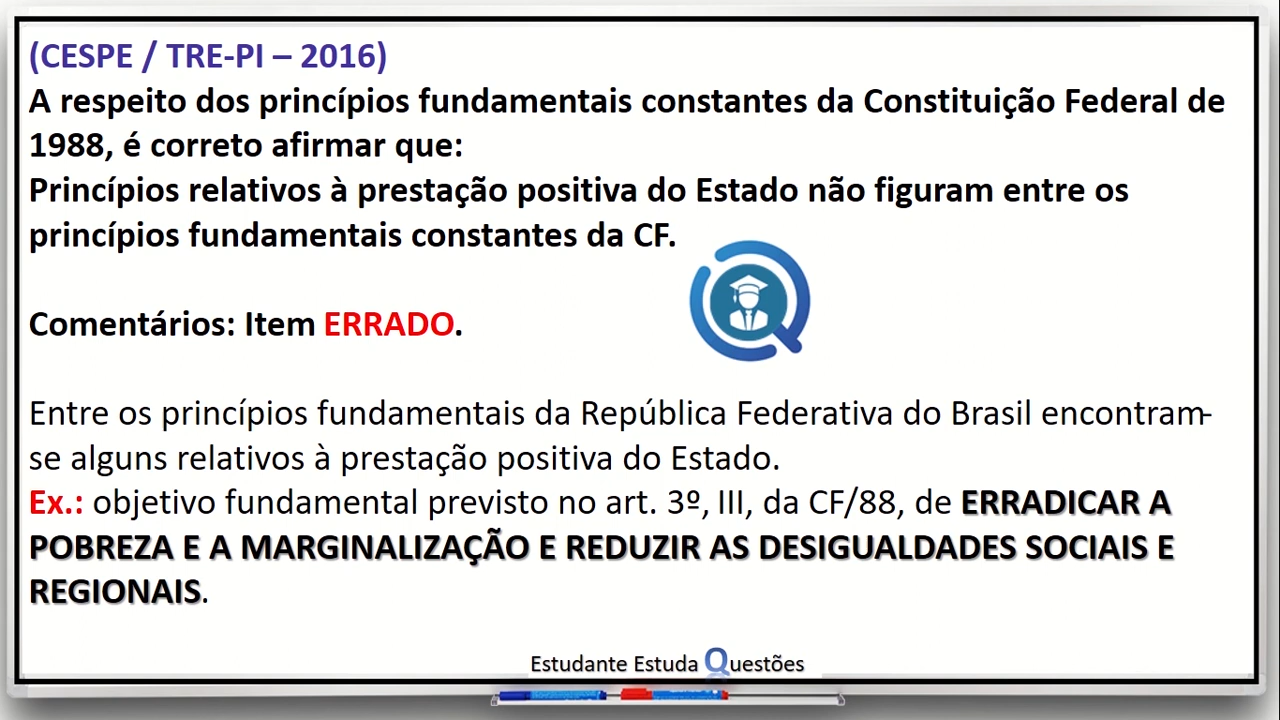 (CESPE / TRE-PI – 2016)
A respeito dos princípios fundamentais constantes da Constituição Federal de
1988, é correto afirmar que:
Princípios relativos à prestação positiva do Estado não figuram entre os
princípios fundamentais constantes da CF.
Comentários: Item ERRADO.
Entre os princípios fundamentais da República Federativa do Brasil encontram-
se alguns relativos à prestação positiva do Estado.
Ex.: objetivo fundamental previsto no art. 3º, III, da CF/88, de ERRADICAR A
POBREZA E A MARGINALIZAÇÃO E REDUZIR AS DESIGUALDADES SOCIAIS E
REGIONAIS.
Estudante Estuda Questões